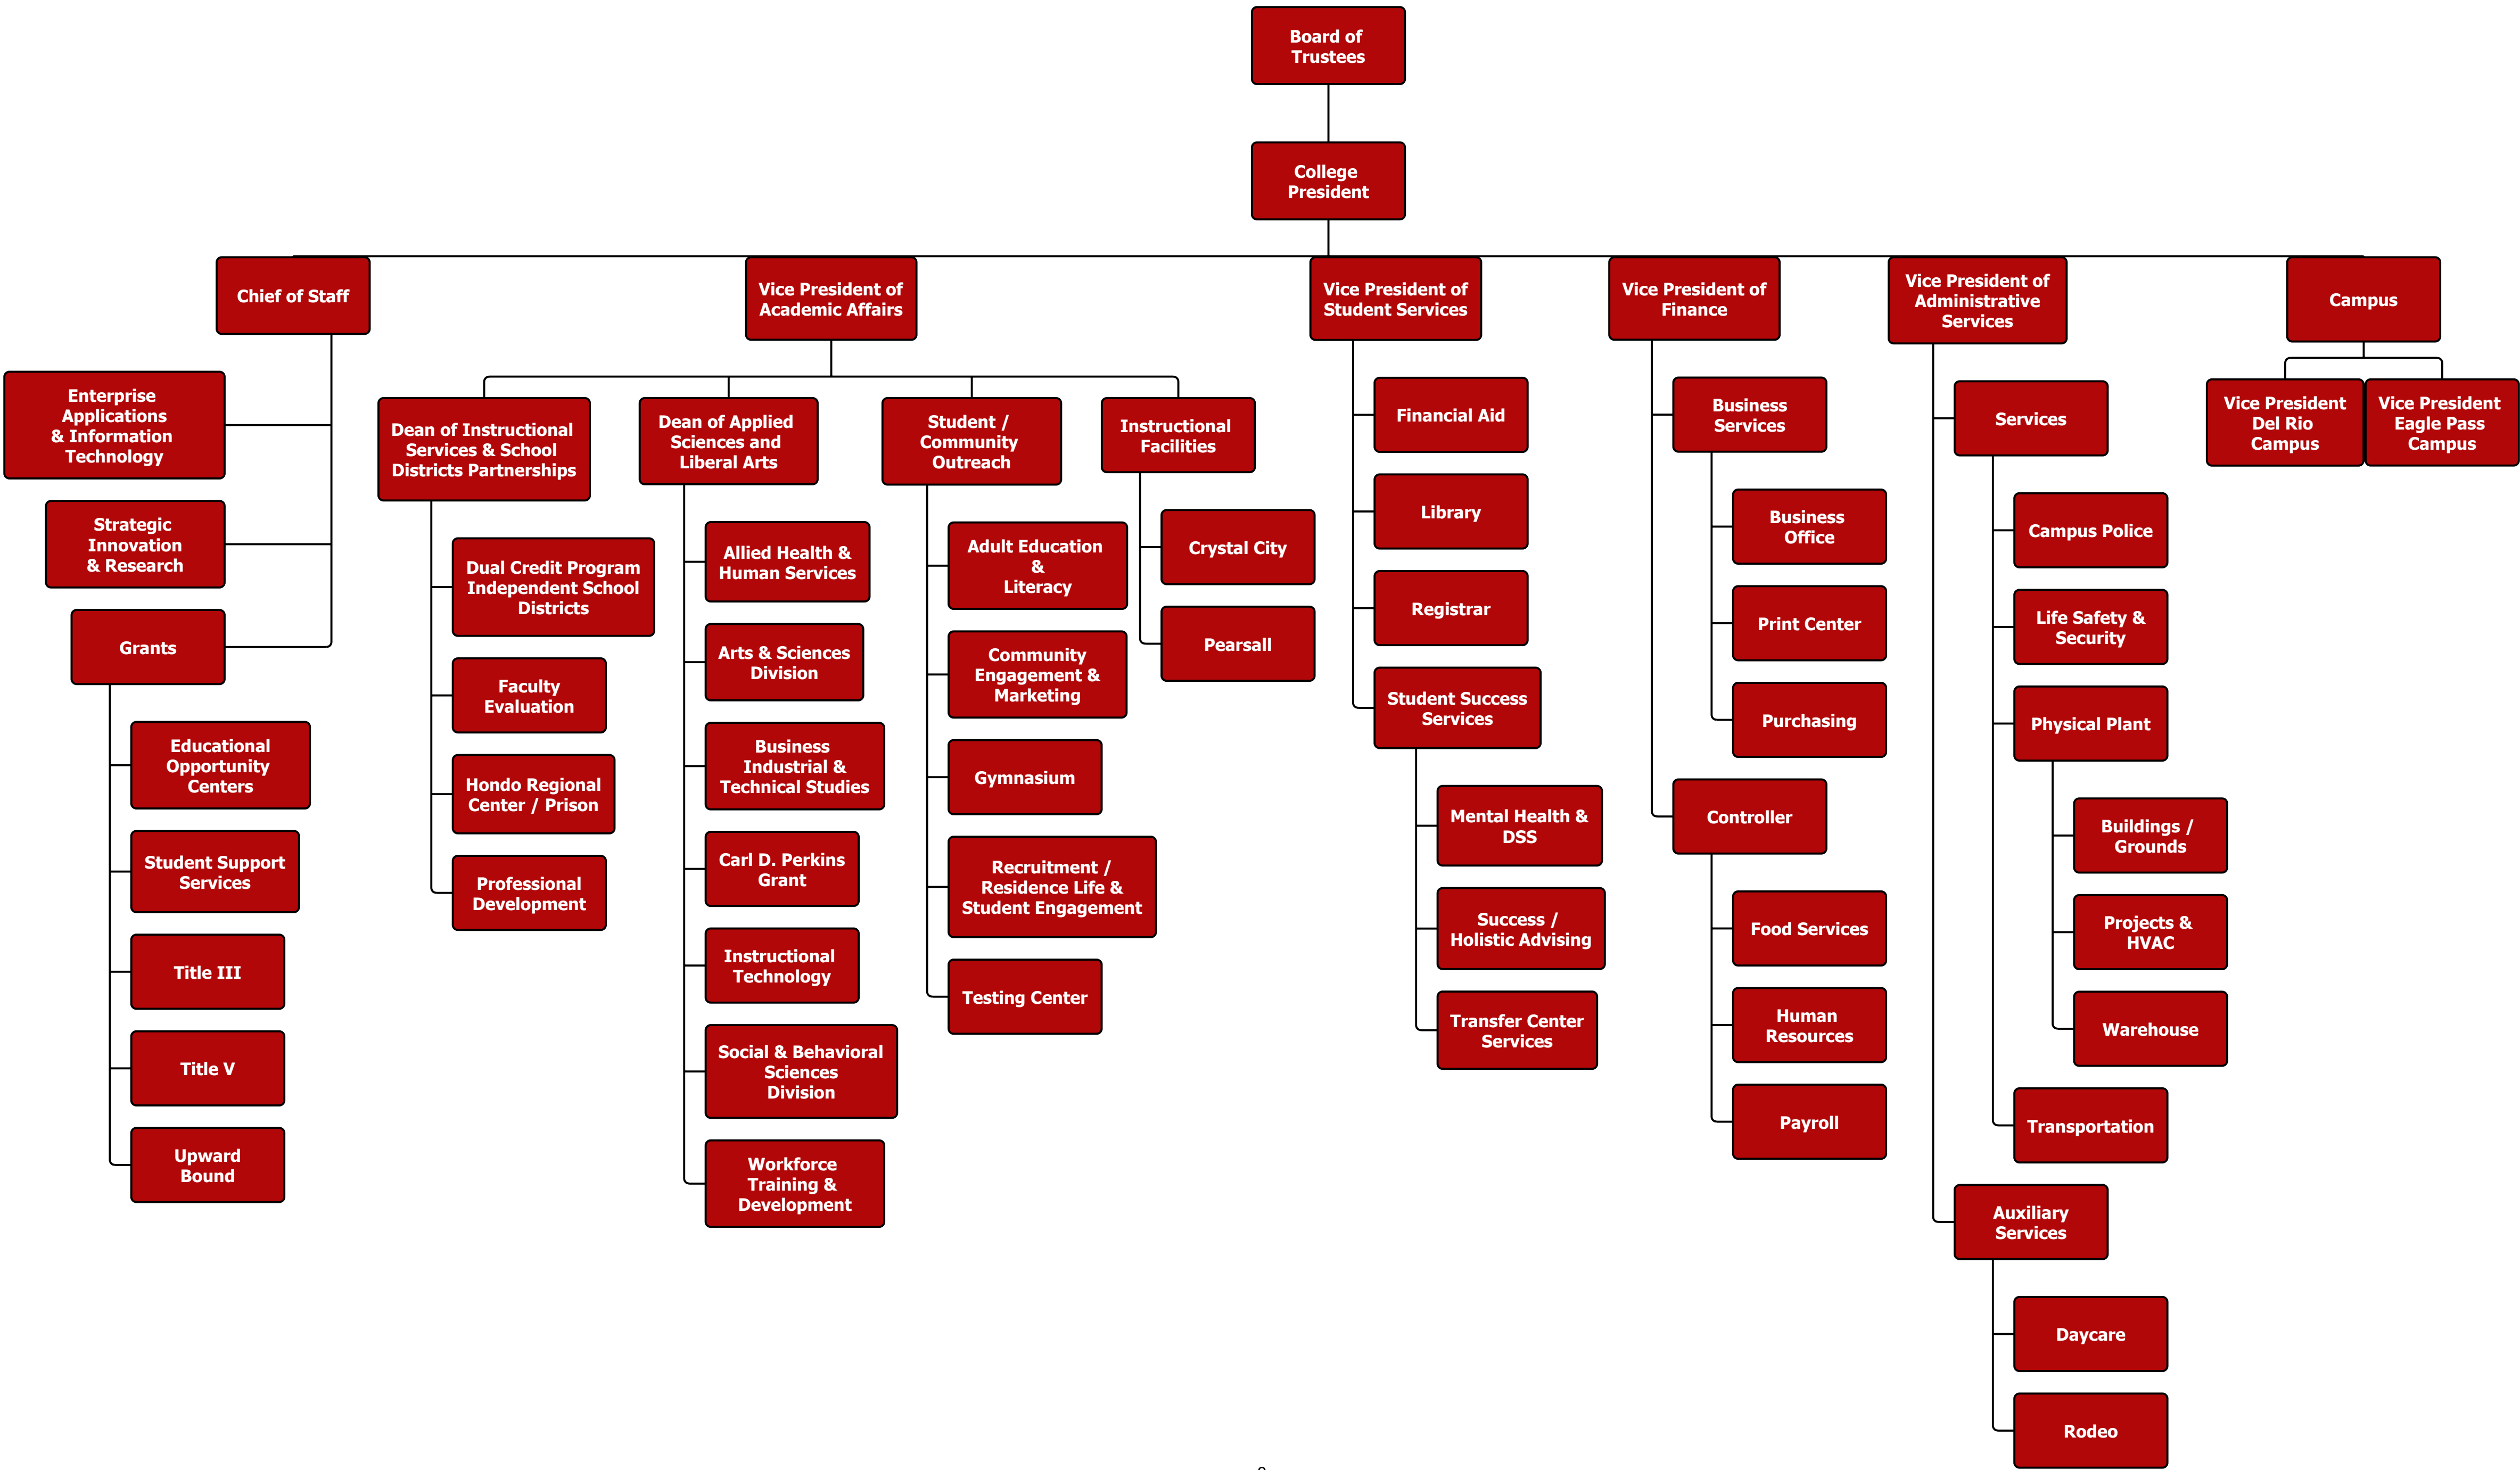 Board of
Trustees
College
President
Chief of Staff
Enterprise
Applications
& Information
Technology
Strategic
Innovation
& Research
Grants
Educational
Opportunity
Centers
Student Support
Services
Title III
Title V
Upward
Bound
Vice President of
Academic Affairs
Dean of Instructional
Services & School
Districts Partnerships
Dual Credit Program
Independent School
Districts
Faculty
Evaluation
Hondo Regional
Center / Prison
Professional
Development
Dean of Applied
Sciences and
Liberal Arts
Allied Health &
Human Services
Arts & Sciences
Division
Business
Industrial &
Technical Studies
Carl D. Perkins
Grant
Instructional
Technology
Social & Behavioral
Sciences
Division
Workforce
Training &
Development
Student /
Community
Outreach
Adult Education
&
Literacy
Community
Engagement &
Marketing
Gymnasium
Recruitment /
Residence Life &
Student Engagement
Testing Center
Instructional
Facilities
Crystal City
Pearsall
Vice President of
Student Services
Financial Aid
Library
Registrar
Student Success
Services
Mental Health &
DSS
Success /
Holistic Advising
Transfer Center
Services
Vice President of
Finance
Business
Services
Business
Office
Print Center
Purchasing
Controller
Food Services
Human
Resources
Payroll
Vice President of
Administrative
Services
Services
Campus Police
Life Safety &
Security
Physical Plant
Buildings /
Grounds
Projects &
HVAC
Warehouse
Transportation
Auxiliary
Services
Daycare
Rodeo
Campus
Vice President
Del Rio
Campus
Vice President
Eagle Pass
Campus